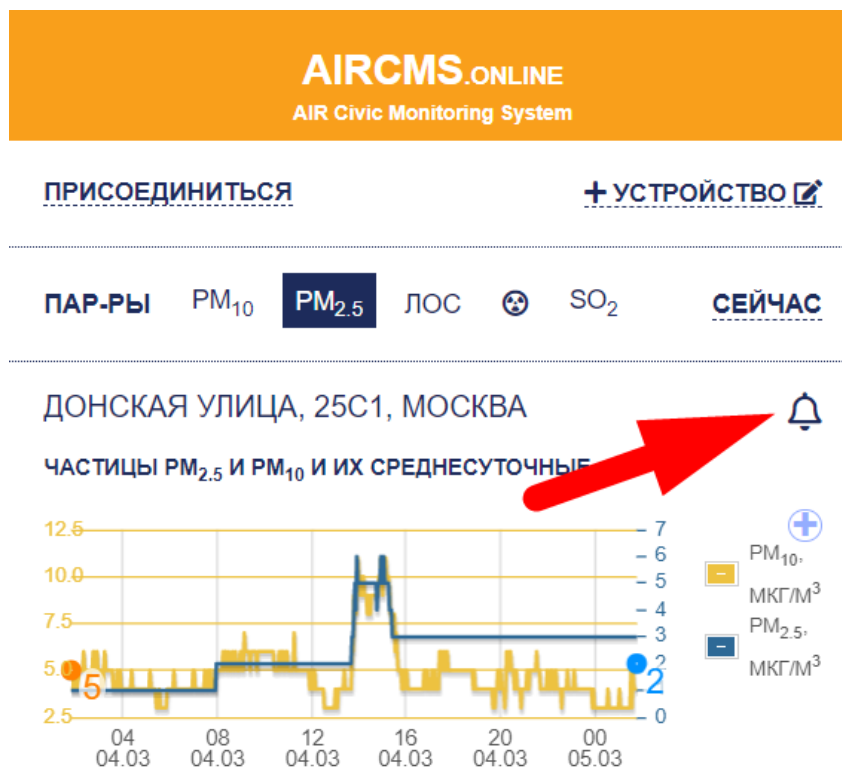 AIRCMS.ONLINE
AIR Civic Monitoring System
ПРИСОЕДИНИТЬСЯ + УСТРОЙСТВО
ПАР-РЫ PM10 PM2.5 ЛОС SO2 СЕЙЧАС
ДОНСКАЯ УЛИЦА, 25С1, МОСКВА
ЧАСТИЦЫ PM2.5 И PM10 И ИХ СРЕДНЕСУТОЧНЫЕ
12.5 7
6
10.0 5
PM10,
МКГ/М3
7.5 4
3
PM2.5,
МКГ/М3
5.0 2
5 2
1
2.5 0
04 08 12 16 20 00
04.03 04.03 04.03 04.03 04.03 05.03